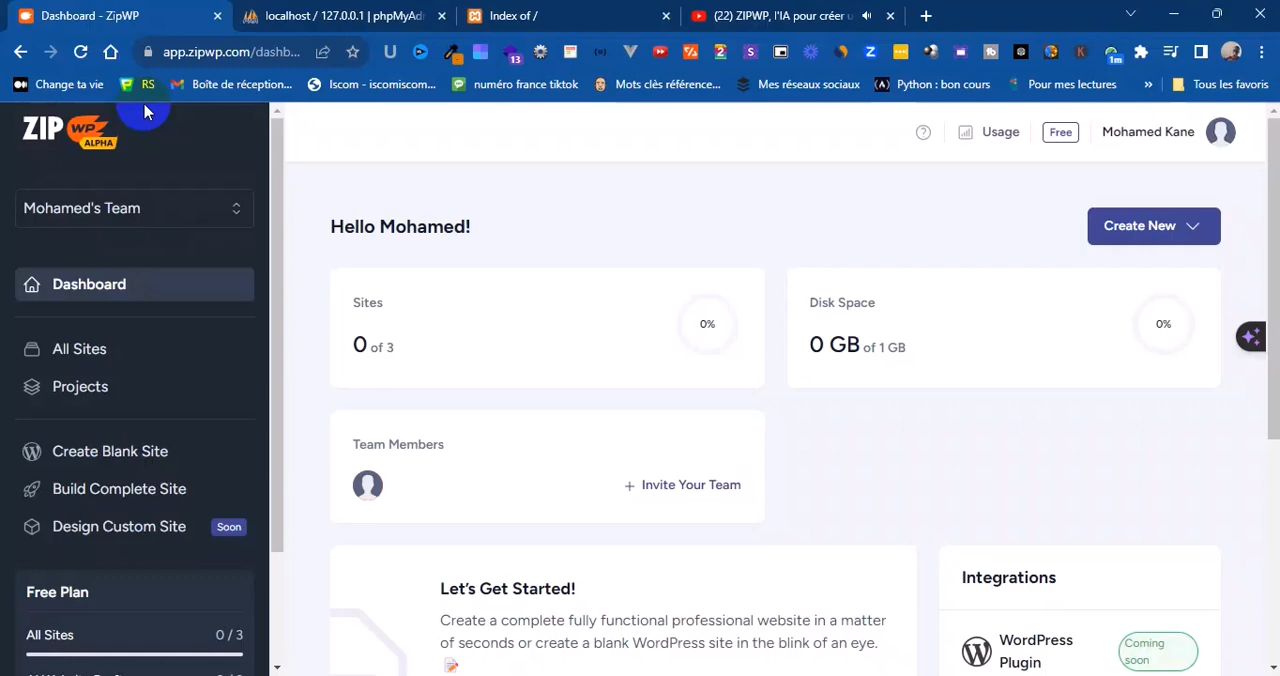 Dashboard - ZipWP
localhost / 127.0.0.1 | phpMyAd
Index of /
(22) ZIPWP, l'IA pour créer u
app.zipwp.com/dashb...
13
1m
Change ta vie
RS
Boîte de réception...
Iscom - iscomiscom...
numéro france tiktok
Mots clès référence...
Mes réseaux sociaux
Python : bon cours
Pour mes lectures
»
Tous les favoris
ZIP WP
ALPHA
Usage
Free
Mohamed Kane
Mohamed's Team
Hello Mohamed!
Create New
Dashboard
Sites
0%
0 of 3
Disk Space
0%
0 GB of 1 GB
All Sites
Projects
Team Members
+ Invite Your Team
Create Blank Site
Build Complete Site
Design Custom Site
Soon
Free Plan
All Sites
0 / 3
Let's Get Started!
Create a complete fully functional professional website in a matter
of seconds or create a blank WordPress site in the blink of an eye.
Integrations
WordPress
Plugin
Coming
soon